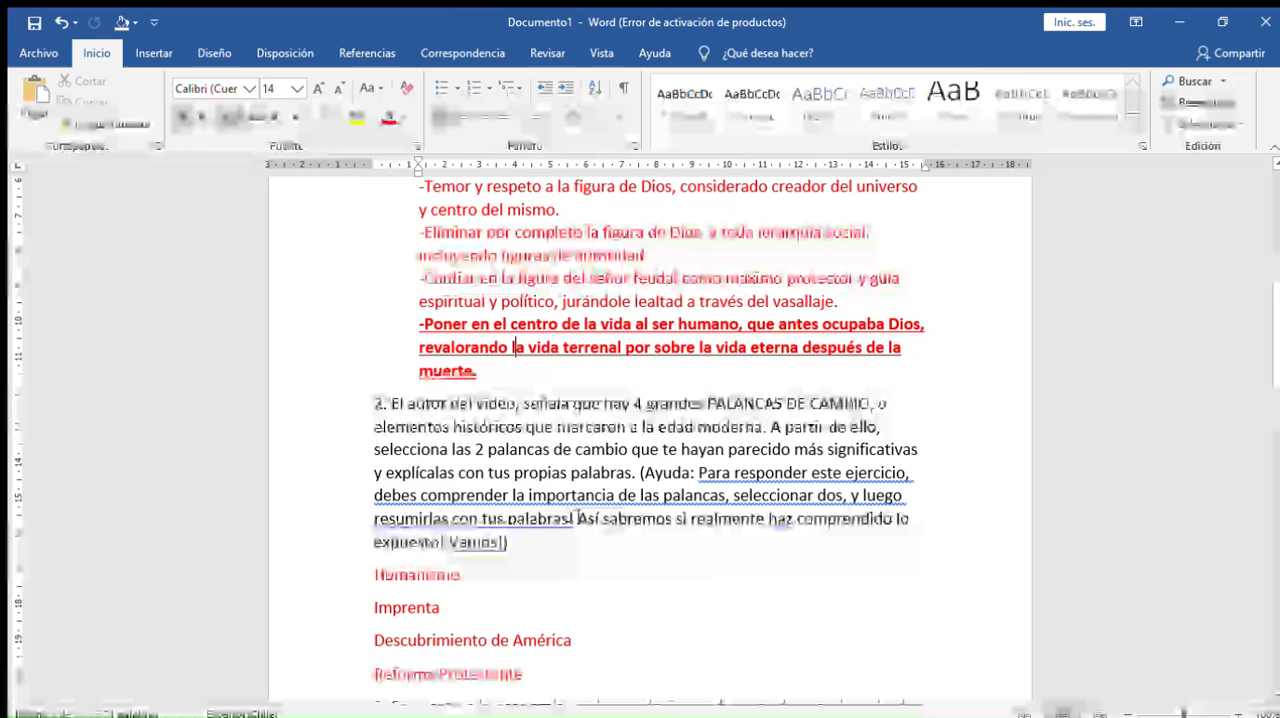 Documento1 - Word (Error de activación de productos)
Inic. ses.
Archivo Inicio Insertar Diseño Disposición Referencias Correspondencia Revisar Vista Ayuda ¿Qué desea hacer? Compartir
Cortar
Calibri (Cuer 14
Aa
AaBbCcDc AaBbCcDc AaBbCc AaBbCcDc AaB
Buscar
Fuente
Estilos
Edición
-Temor y respeto a la figura de Dios, considerado creador del universo
y centro del mismo.
-Eliminar por completo la figura de Dios, y toda jerarquía social,
incluyendo figuras de
-Confiar en la figura del señor feudal como máximo protector y guía
espiritual y político, jurándole lealtad a través del vasallaje.
-Poner en el centro de la vida al ser humano, que antes ocupaba Dios,
revalorando la vida terrenal por sobre la vida eterna después de la
muerte.
2. El autor del video, señala que hay 4 grandes PALANCAS DE CAMBIO, o
elementos históricos que marcaron a la edad moderna. A partir de ello,
selecciona las 2 palancas de cambio que te hayan parecido más significativas
y explícalas con tus propias palabras. (Ayuda: Para responder este ejercicio,
debes comprender la importancia de las palancas, seleccionar dos, y luego
resumirlas con tus palabras! Así sabremos si realmente haz comprendido lo
expuesto! Vamos!)
Humanismo
Imprenta
Descubrimiento de América
Reforma Protestante